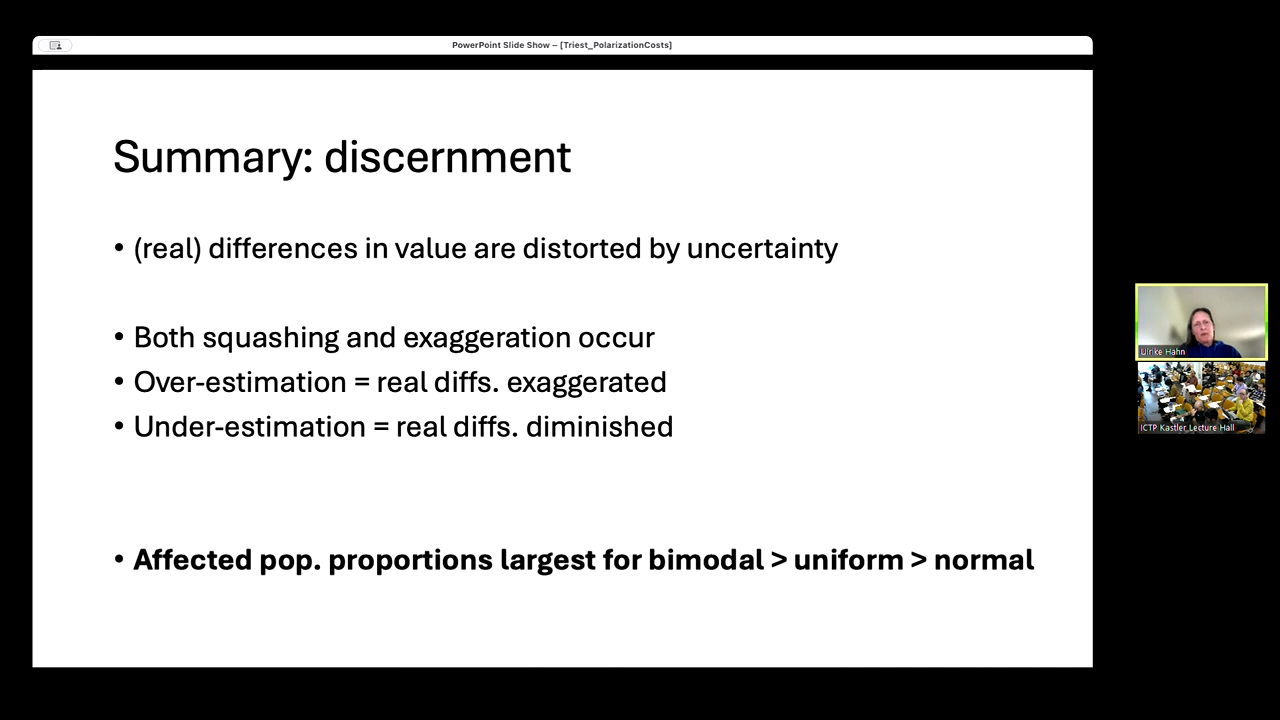 PowerPoint Slide Show – [Triest_PolarizationCosts]
Summary: discernment
• (real) differences in value are distorted by uncertainty
• Both squashing and exaggeration occur
• Over-estimation = real diffs. exaggerated
• Under-estimation = real diffs. diminished
• Affected pop. proportions largest for bimodal > uniform > normal
Ulrike Hahn
ICTP Kastler Lecture Hall